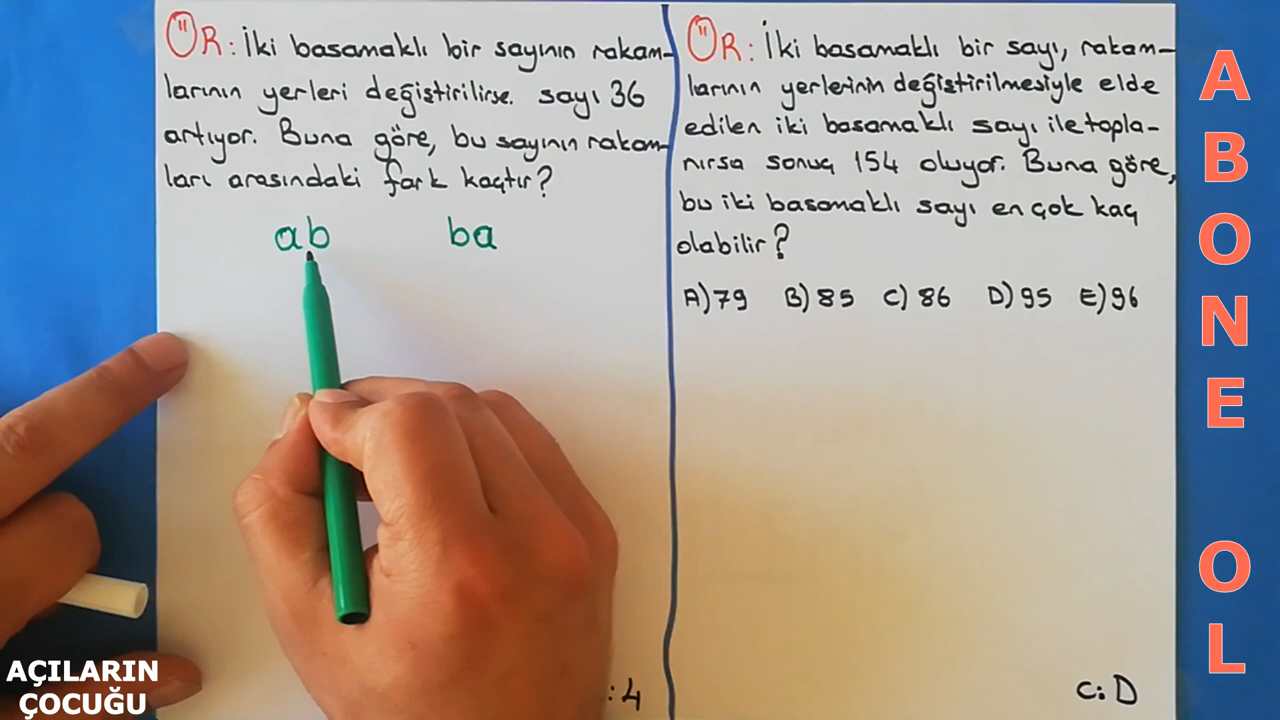 ÖR: İki basamaklı bir sayının rakam-
larının yerleri değiştirilirse. sayı 36
artıyor. Buna göre, bu sayının rakam-
ları arasındaki fark kaçtır?
ab ba
:4
ÖR: İki basamaklı bir sayı, rakam-
larının yerlerinin değiştirilmesiyle elde
edilen iki basamaklı sayı ile topla-
nırsa sonuç 154 oluyor. Buna göre,
bu iki basamaklı sayı en çok kaç
olabilir?
A)79 B)85 C)86 D)95 E)96
C:D
ABONE
OL
AÇILARIN
ÇOCUĞU